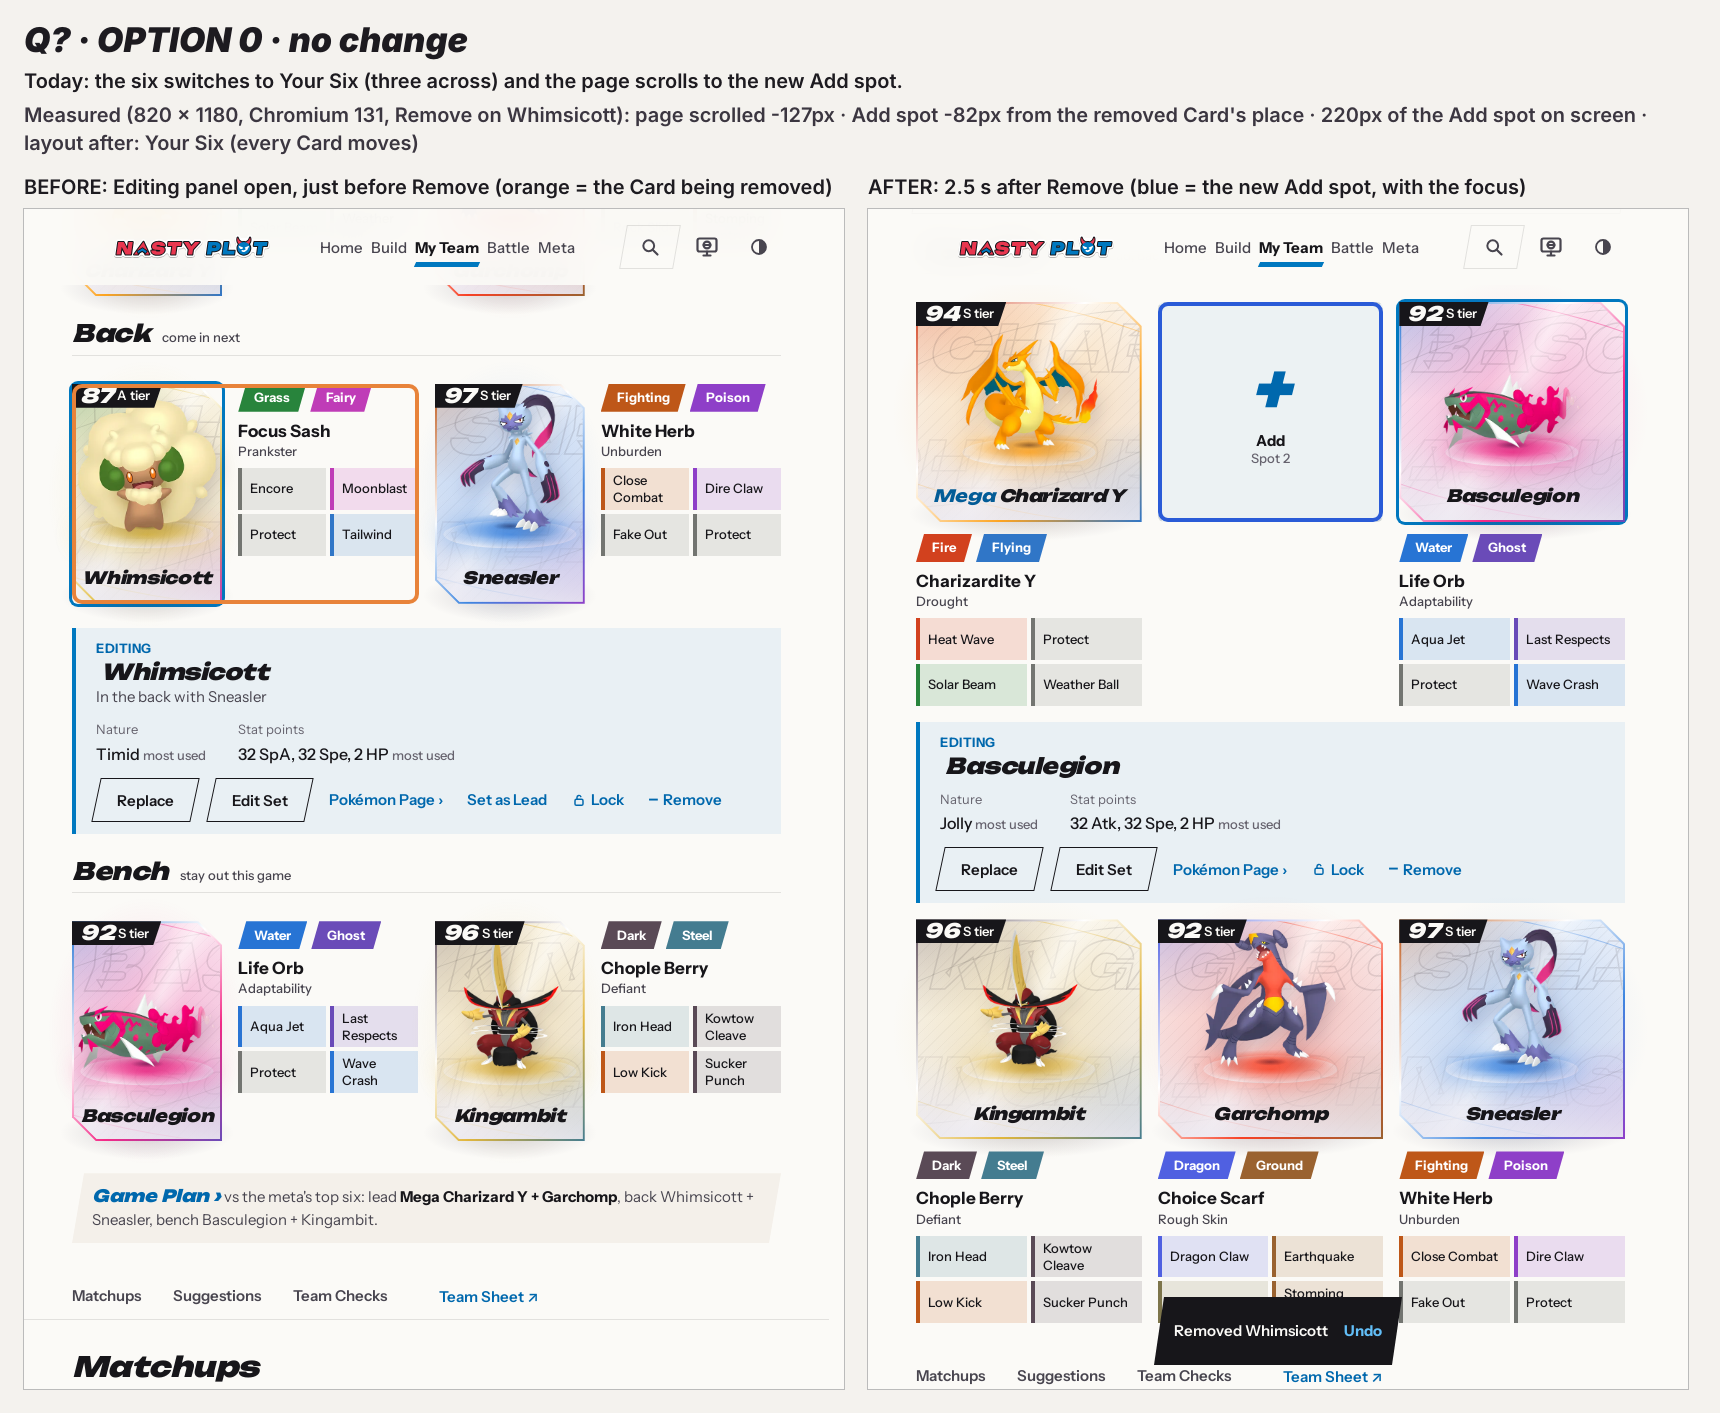 Q? · OPTION 0 · no change
Today: the six switches to Your Six (three across) and the page scrolls to the new Add spot.
Measured (820 × 1180, Chromium 131, Remove on Whimsicott): page scrolled -127px · Add spot -82px from the removed Card's place · 220px of the Add spot on screen ·
layout after: Your Six (every Card moves)
BEFORE: Editing panel open, just before Remove (orange = the Card being removed)
NASTY PLOT
Home Build My Team Battle Meta
Back come in next
87 A tier
Whimsicott
Grass Fairy
Focus Sash
Prankster
Encore Moonblast
Protect Tailwind
97 S tier
Sneasler
Fighting Poison
White Herb
Unburden
Close Combat
Dire Claw
Fake Out Protect
EDITING
Whimsicott
In the back with Sneasler
Nature Stat points
Timid most used 32 SpA, 32 Spe, 2 HP most used
Replace Edit Set Pokémon Page › Set as Lead Lock − Remove
Bench stay out this game
92 S tier
Basculegion
Water Ghost
Life Orb
Adaptability
Aqua Jet Last Respects
Protect Wave Crash
96 S tier
Kingambit
Dark Steel
Chople Berry
Defiant
Iron Head Kowtow Cleave
Low Kick Sucker Punch
Game Plan › vs the meta's top six: lead Mega Charizard Y + Garchomp, back Whimsicott +
Sneasler, bench Basculegion + Kingambit.
Matchups Suggestions Team Checks Team Sheet ↗
Matchups
AFTER: 2.5 s after Remove (blue = the new Add spot, with the focus)
NASTY PLOT
Home Build My Team Battle Meta
94 S tier
Mega Charizard Y
Fire Flying
Charizardite Y
Drought
Heat Wave Protect
Solar Beam Weather Ball
Add
Spot 2
92 S tier
Basculegion
Water Ghost
Life Orb
Adaptability
Aqua Jet Last Respects
Protect Wave Crash
EDITING
Basculegion
Nature Stat points
Jolly most used 32 Atk, 32 Spe, 2 HP most used
Replace Edit Set Pokémon Page › Lock − Remove
96 S tier
Kingambit
Dark Steel
Chople Berry
Defiant
Iron Head Kowtow Cleave
Low Kick Sucker Punch
92 S tier
Garchomp
Dragon Ground
Choice Scarf
Rough Skin
Dragon Claw Earthquake
Stomping
97 S tier
Sneasler
Fighting Poison
White Herb
Unburden
Close Combat Dire Claw
Fake Out Protect
Removed Whimsicott Undo
Matchups Suggestions Team Checks Team Sheet ↗